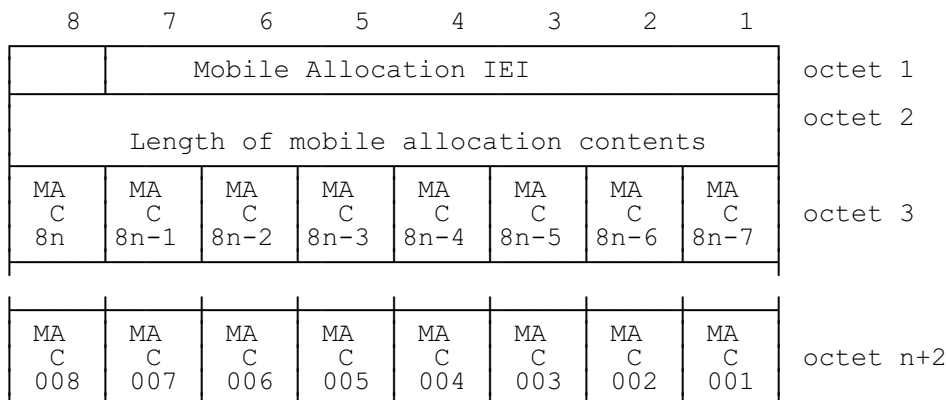 8 7 6 5 4 3 2 1
Mobile Allocation IEI octet 1
octet 2
Length of mobile allocation contents
MA MA MA MA MA MA MA MA
C C C C C C C C octet 3
8n 8n-1 8n-2 8n-3 8n-4 8n-5 8n-6 8n-7
MA MA MA MA MA MA MA MA
C C C C C C C C octet n+2
008 007 006 005 004 003 002 001